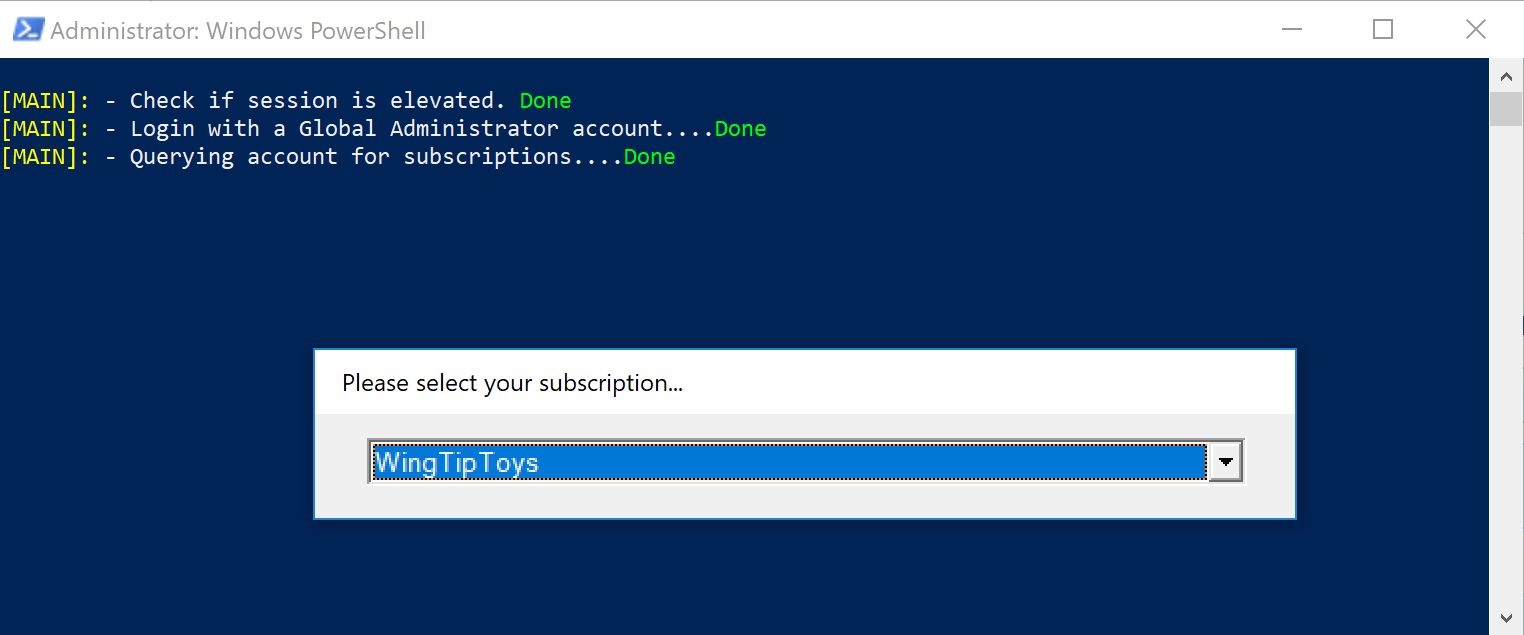 Administrator: Windows PowerShell
[MAIN]: - Check if session is elevated. Done
[MAIN]: - Login with a Global Administrator account....Done
[MAIN]: - Querying account for subscriptions....Done
Please select your subscription...
WingTipToys